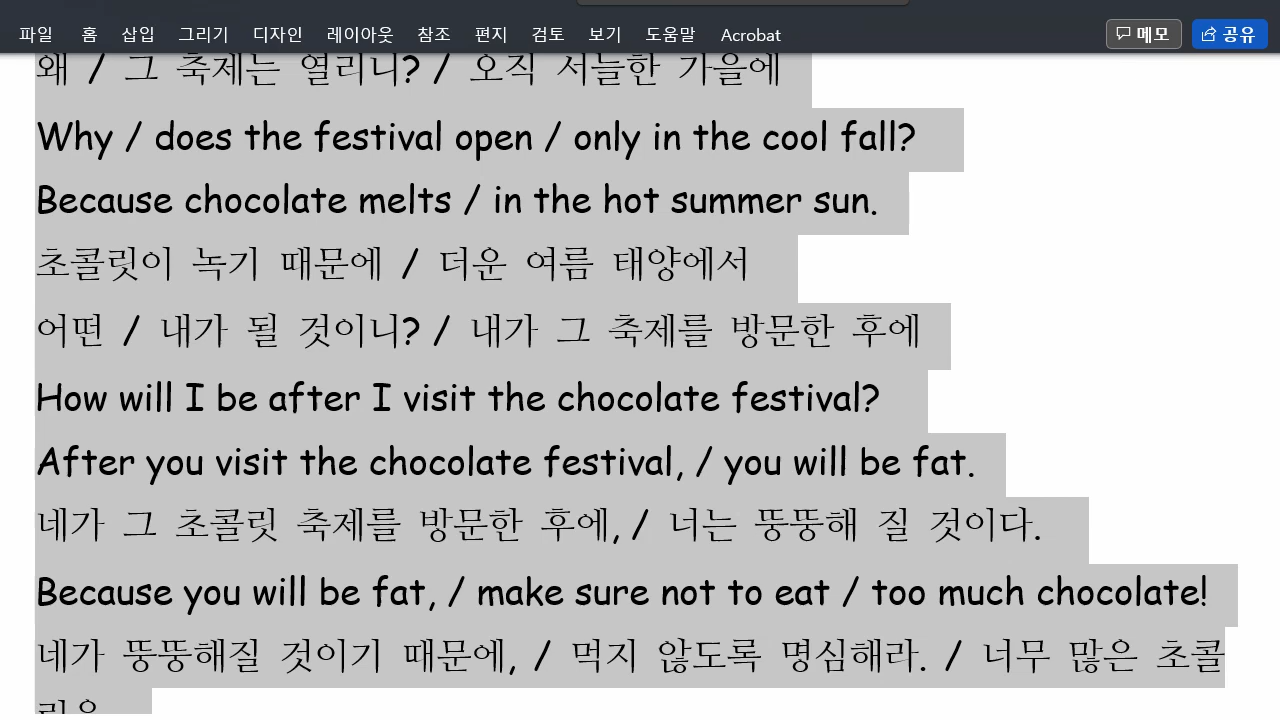 파일 홈 삽입 그리기 디자인 레이아웃 참조 편지 검토 보기 도움말 Acrobat 메모 공유
왜 / 그 축제는 열리니? / 오직 서늘한 가을에
Why / does the festival open / only in the cool fall?
Because chocolate melts / in the hot summer sun.
초콜릿이 녹기 때문에 / 더운 여름 태양에서
어떤 / 내가 될 것이니? / 내가 그 축제를 방문한 후에
How will I be after I visit the chocolate festival?
After you visit the chocolate festival, / you will be fat.
네가 그 초콜릿 축제를 방문한 후에, / 너는 뚱뚱해 질 것이다.
Because you will be fat, / make sure not to eat / too much chocolate!
네가 뚱뚱해질 것이기 때문에, / 먹지 않도록 명심해라. / 너무 많은 초콜